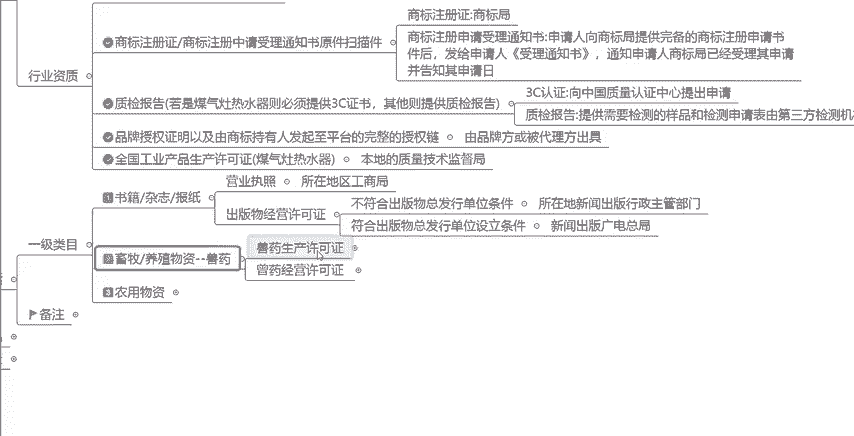 商标注册证:商标局
商标注册证/商标注册申请受理通知书原件扫描件
商标注册申请受理通知书:申请人向商标局提供完备的商标注册申请书
件后，发给申请人《受理通知书》，通知申请人商标局已经受理其申请
并告知其申请日
行业资质
3C认证:向中国质量认证中心提出申请
质检报告(若是煤气灶热水器则必须提供3C证书，其他则提供质检报告)
质检报告:提供需要检测的样品和检测申请表由第三方检测机
品牌授权证明以及由商标持有人发起至平台的完整的授权链 由品牌方或被代理方出具
全国工业产品生产许可证(煤气灶热水器) 本地的质量技术监督局
营业执照 所在地区工商局
1 书籍/杂志/报纸
不符合出版物总发行单位条件 所在地新闻出版行政主管部门
出版物经营许可证
符合出版物总发行单位设立条件 新闻出版广电总局
一级类目
兽药生产许可证
2 畜牧/养殖物资--兽药
兽药经营许可证
3 农用物资
备注